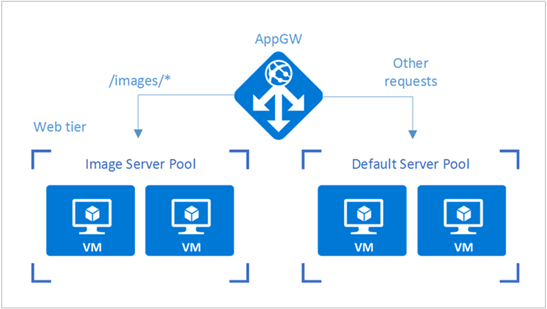 AppGW
/images/*
Other
requests
Web tier
Image Server Pool
Default Server Pool
VM
VM
VM
VM